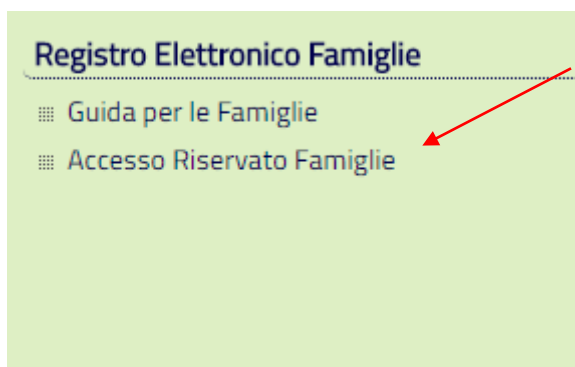 Registro Elettronico Famiglie
Guida per le Famiglie
Accesso Riservato Famiglie